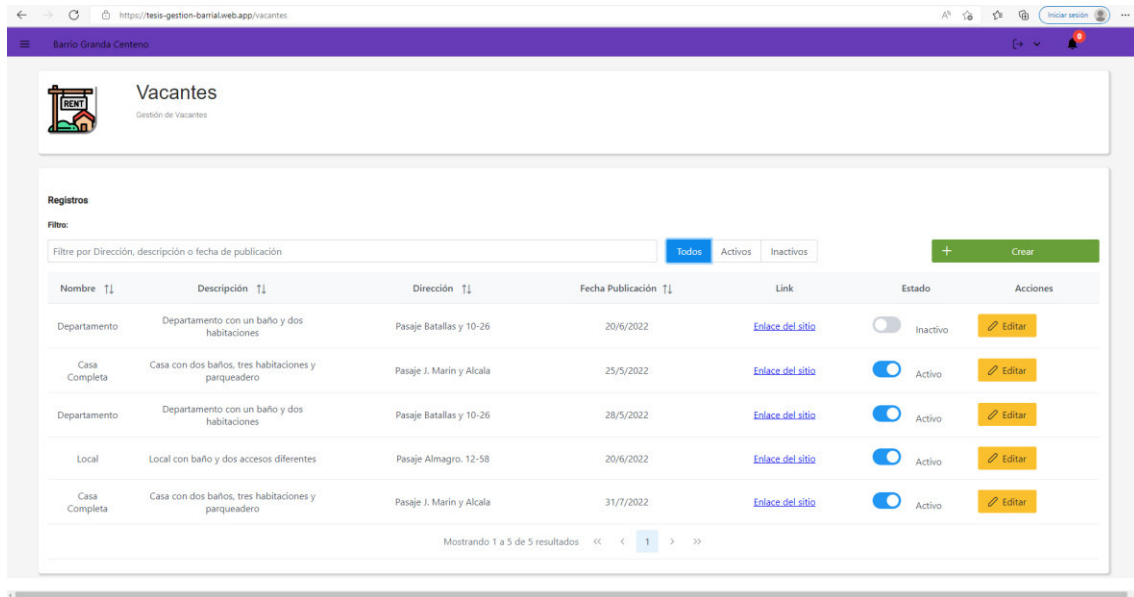 https://tesis-gestion-barrial.web.app/vacantes
Iniciar sesión
Barrio Granda Centeno
0
RENT
Vacantes
Gestión de Vacantes
Registros
Filtro:
Filtre por Dirección, descripción o fecha de publicación
Todos Activos Inactivos
+ Crear
Nombre Descripción Dirección Fecha Publicación Link Estado Acciones
Departamento Departamento con un baño y dos habitaciones Pasaje Batallas y 10-26 20/6/2022 Enlace del sitio Inactivo Editar
Casa Completa Casa con dos baños, tres habitaciones y parqueadero Pasaje J. Marin y Alcala 25/5/2022 Enlace del sitio Activo Editar
Departamento Departamento con un baño y dos habitaciones Pasaje Batallas y 10-26 28/5/2022 Enlace del sitio Activo Editar
Local Local con baño y dos accesos diferentes Pasaje Almagro. 12-58 20/6/2022 Enlace del sitio Activo Editar
Casa Completa Casa con dos baños, tres habitaciones y parqueadero Pasaje J. Marin y Alcala 31/7/2022 Enlace del sitio Activo Editar
Mostrando 1 a 5 de 5 resultados << < 1 > >>